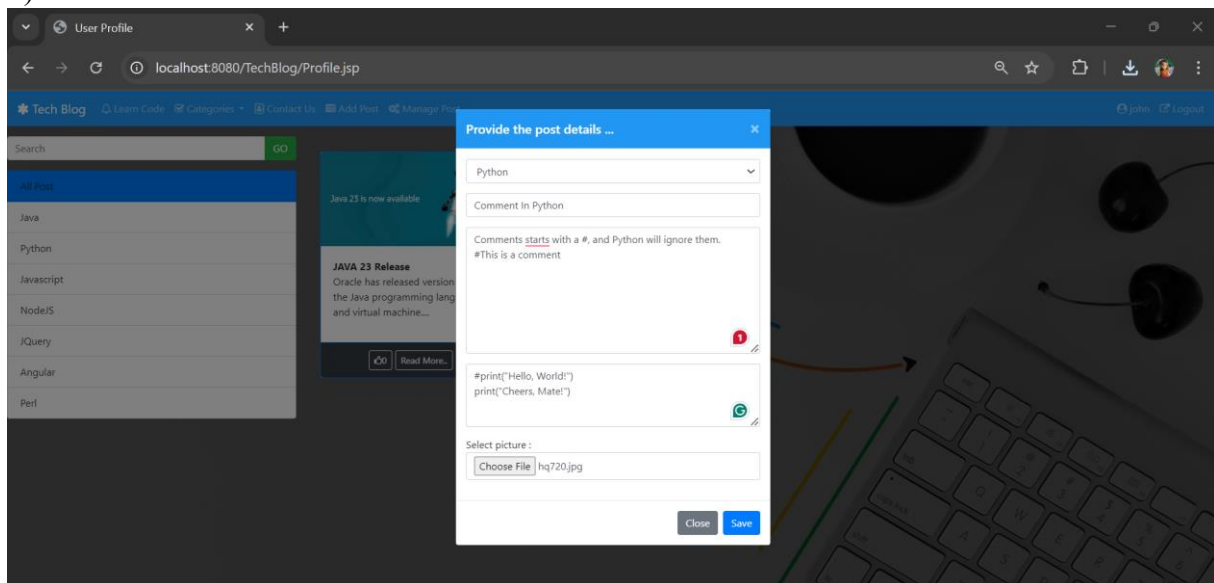 User Profile
localhost:8080/TechBlog/Profile.jsp
Tech Blog Learn Code Categories Contact Us Add Post Manage Post
john Logout
Search GO
All Post
Java
Python
Javascript
NodeJS
JQuery
Angular
Perl
Java 23 is now available
JAVA 23 Release
Oracle has released version
the Java programming lang
and virtual machine....
0 Read More..
Provide the post details ...
Python
Comment In Python
Comments starts with a #, and Python will ignore them.
#This is a comment
1
#print("Hello, World!")
print("Cheers, Mate!")
Select picture :
Choose File hq720.jpg
Close Save